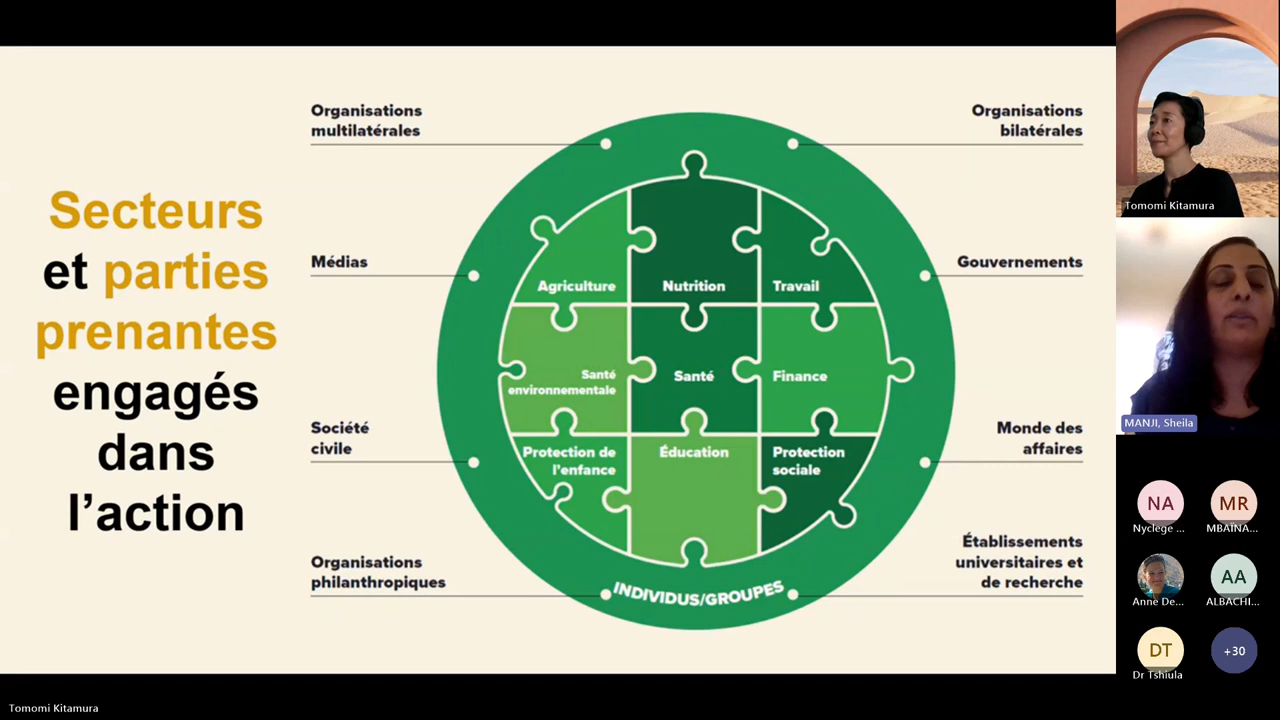 Secteurs
et parties
prenantes
engagés
dans
l’action
Organisations
multilatérales
Médias
Société
civile
Organisations
philanthropiques
Agriculture
Nutrition
Travail
Santé
environnementale
Santé
Finance
Protection de
l'enfance
Éducation
Protection
sociale
INDIVIDUS/GROUPES
Organisations
bilatérales
Gouvernements
Monde des
affaires
Établissements
universitaires et
de recherche
Tomomi Kitamura
MANJI, Sheila
NA
Nyclege ...
MR
MBAÏNA...
Anne De...
AA
ALBACHI...
DT
Dr Tshiula
+30
Tomomi Kitamura